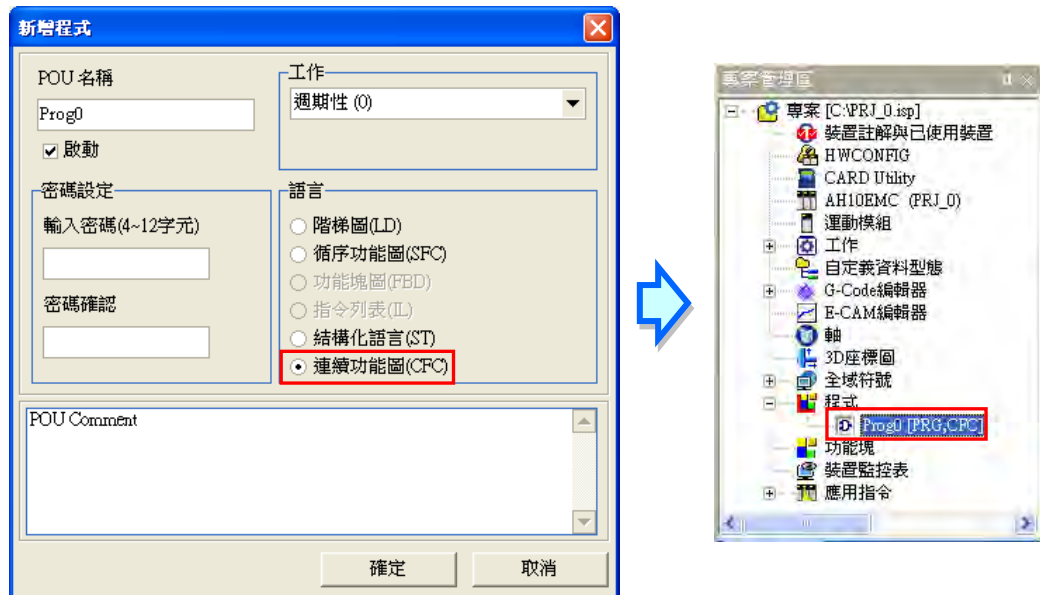 新增程式
POU 名稱
Prog0
啟動
工作
週期性 (0)
密碼設定
輸入密碼(4~12字元)
密碼確認
語言
階梯圖(LD)
循序功能圖(SFC)
功能塊圖(FBD)
指令列表(IL)
結構化語言(ST)
連續功能圖(CFC)
POU Comment
確定
取消
專案管理區
專案 [C:\PRJ_0.isp]
裝置註解與已使用裝置
HWCONFIG
CARD Utility
AH10EMC (PRJ_0)
運動模組
工作
自定義資料型態
G-Code編輯器
E-CAM編輯器
軸
3D座標圖
全域符號
程式
Prog0 [PRG,CFC]
功能塊
裝置監控表
應用指令